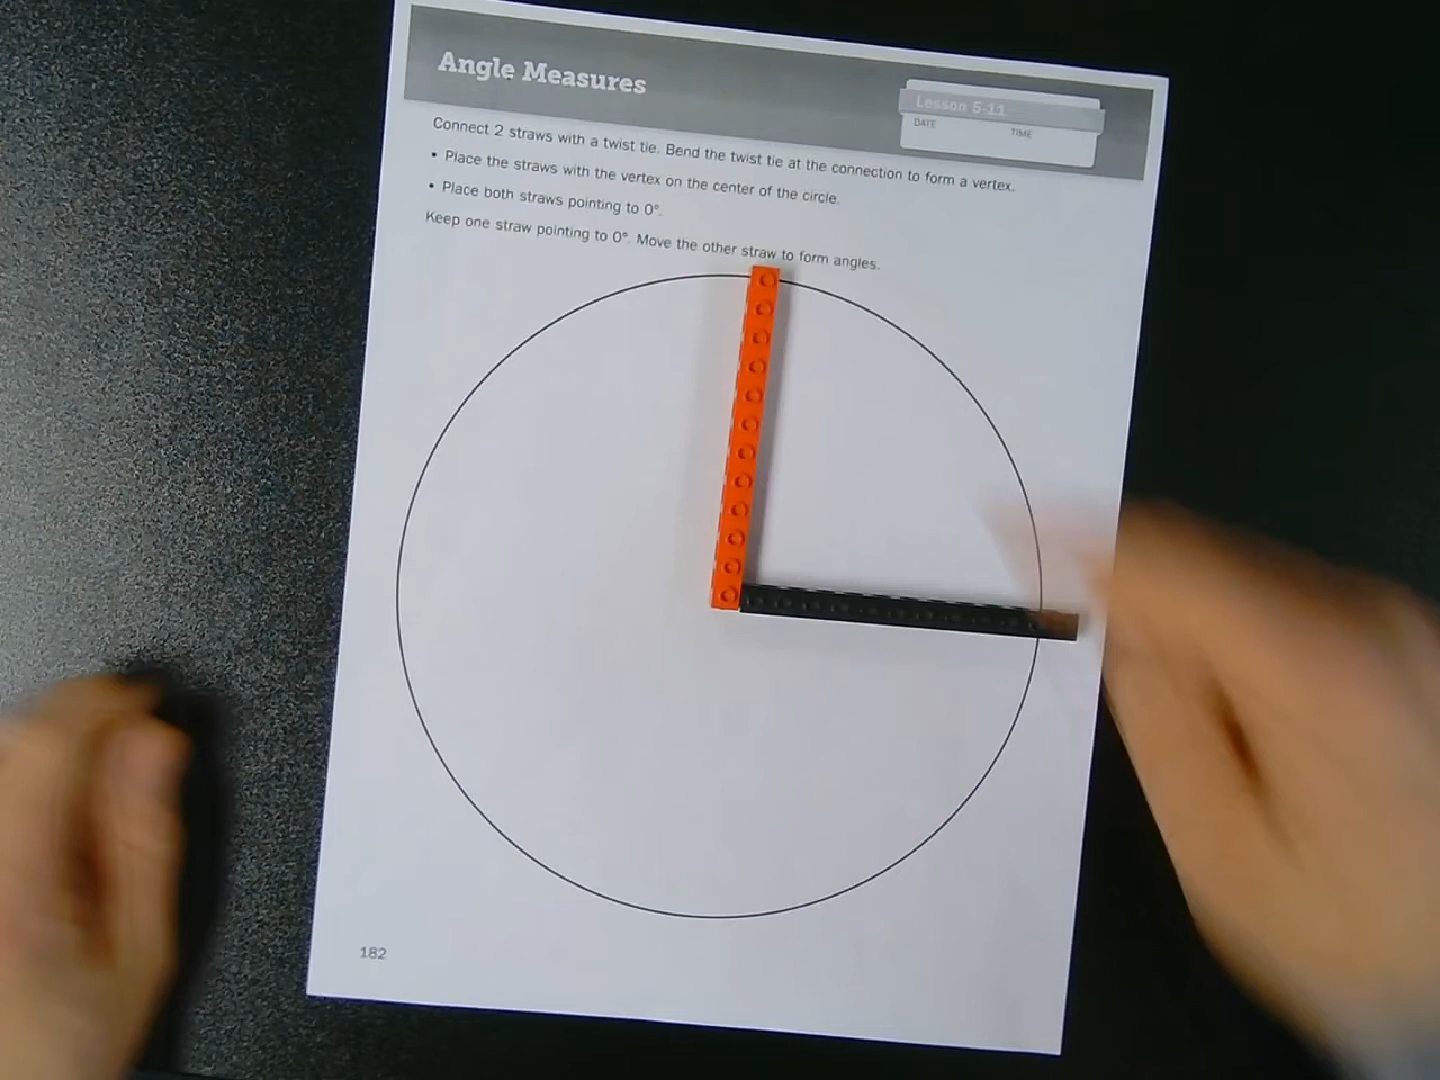 Angle Measures
Lesson 5-11
DATE TIME
Connect 2 straws with a twist tie. Bend the twist tie at the connection to form a vertex.
• Place the straws with the vertex on the center of the circle.
• Place both straws pointing to 0°.
Keep one straw pointing to 0°. Move the other straw to form angles.
182